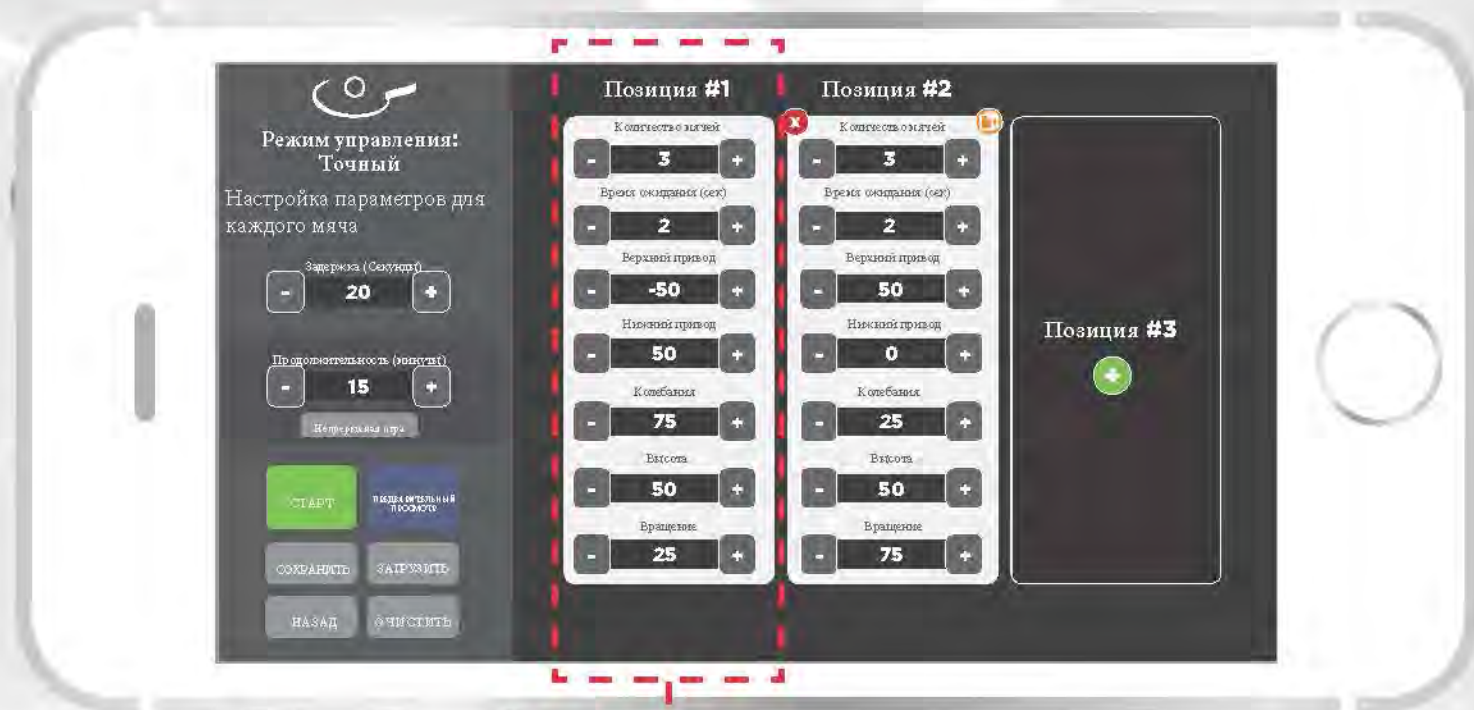 Режим управления:
Точный
Настройка параметров для
каждого мяча
Задержка (Секунды()
- 20 +
Продолжительность (минуты()
- 15 +
Непрерывная игра
СТАРТ
ПРЕДВАРИТЕЛЬНЫЙ
ПРОСМОТР
СОХРАНИТЬ
ЗАГРУЗИТЬ
НАЗАД
ОЧИСТИТЬ
Позиция #1
Количество мячей
- 3 +
Время ожидания (сек)
- 2 +
Верхний привод
- -50 +
Нижний привод
- 50 +
Колебания
- 75 +
Высота
- 50 +
Вращение
- 25 +
Позиция #2
x
Количество мячей
- 3 +
Время ожидания (сек)
- 2 +
Верхний привод
- 50 +
Нижний привод
- 0 +
Колебания
- 25 +
Высота
- 50 +
Вращение
- 75 +
Позиция #3
+